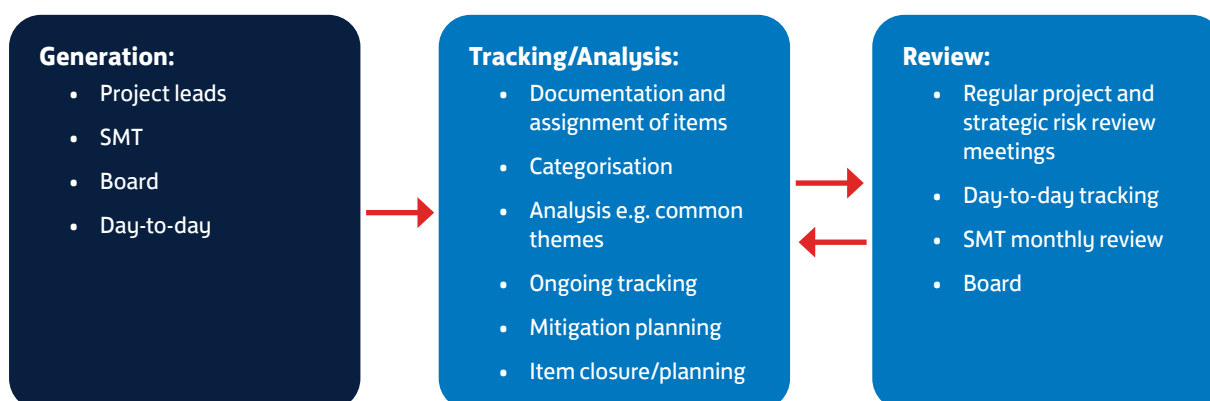 Generation:
• Project leads
• SMT
• Board
• Day-to-day
Tracking/Analysis:
• Documentation and
assignment of items
• Categorisation
• Analysis e.g. common
themes
• Ongoing tracking
• Mitigation planning
• Item closure/planning
Review:
• Regular project and
strategic risk review
meetings
• Day-to-day tracking
• SMT monthly review
• Board